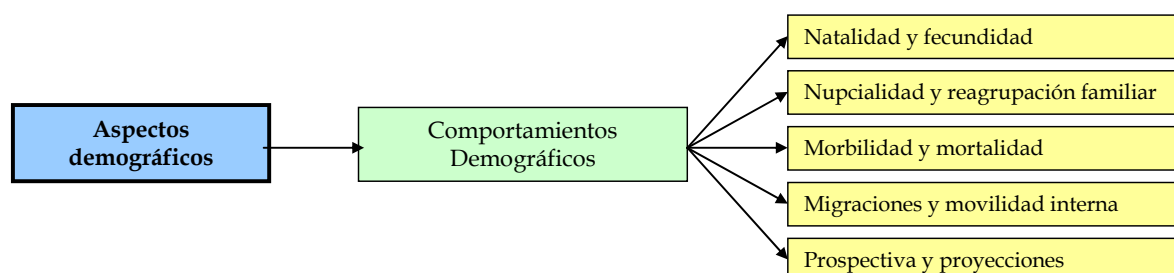 Natalidad y fecundidad
Nupcialidad y reagrupación familiar
Aspectos
demográficos
Comportamientos
Demográficos
Morbilidad y mortalidad
Migraciones y movilidad interna
Prospectiva y proyecciones